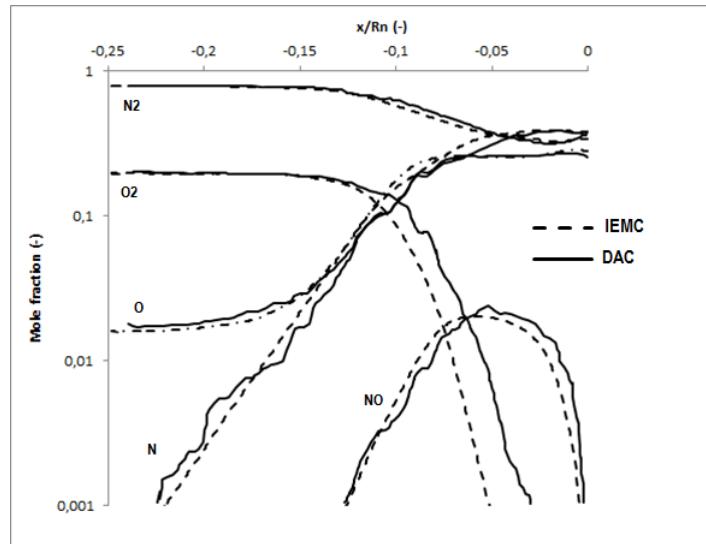 x/Rn (-)
-0,25 -0,2 -0,15 -0,1 -0,05 0
1
N2
O2
0,1
IEMC
DAC
O
Mole fraction (-)
0,01
NO
N
0,001